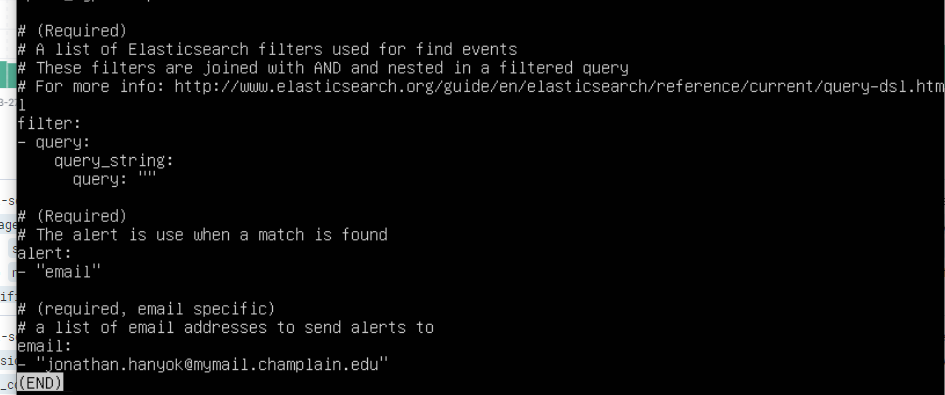 # (Required)
# A list of Elasticsearch filters used for find events
# These filters are joined with AND and nested in a filtered query
# For more info: http://www.elasticsearch.org/guide/en/elasticsearch/reference/current/query-dsl.htm
l
filter:
- query:
    query_string:
      query: ""

# (Required)
# The alert is use when a match is found
alert:
- "email"

# (required, email specific)
# a list of email addresses to send alerts to
email:
- "jonathan.hanyok@mymail.champlain.edu"
(END)